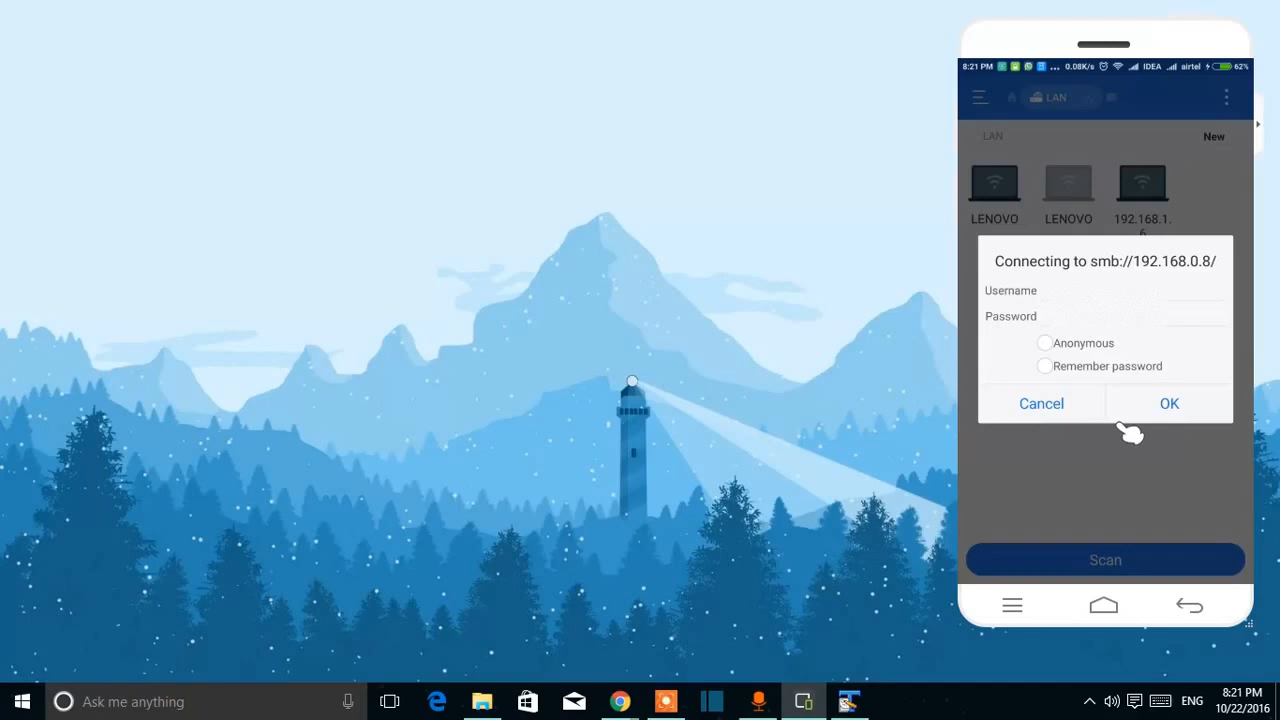 8:21 PM ... 0.08K/s IDEA airtel 62%
LAN
LAN New
LENOVO LENOVO 192.168.1.
6
Connecting to smb://192.168.0.8/
Username
Password
Anonymous
Remember password
Cancel OK
Scan
Ask me anything
ENG
8:21 PM
10/22/2016